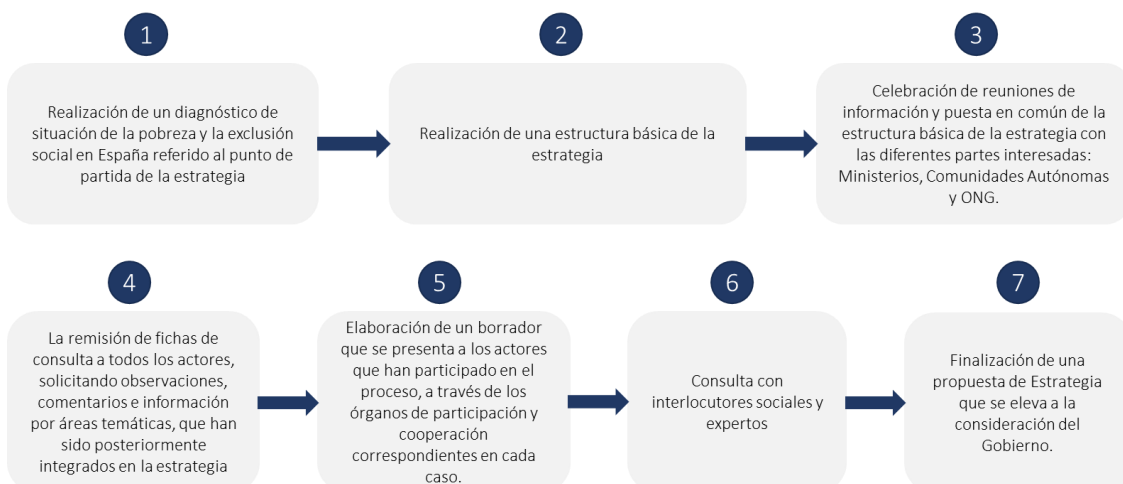 1
Realización de un diagnóstico de
situación de la pobreza y la exclusión
social en España referido al punto de
partida de la estrategia
2
Realización de una estructura básica de la
estrategia
3
Celebración de reuniones de
información y puesta en común de la
estructura básica de la estrategia con
las diferentes partes interesadas:
Ministerios, Comunidades Autónomas
y ONG.
4
La remisión de fichas de
consulta a todos los actores,
solicitando observaciones,
comentarios e información
por áreas temáticas, que han
sido posteriormente
integrados en la estrategia
5
Elaboración de un borrador
que se presenta a los actores
que han participado en el
proceso, a través de los
órganos de participación y
cooperación
correspondientes en cada
caso.
6
Consulta con
interlocutores sociales y
expertos
7
Finalización de una
propuesta de Estrategia
que se eleva a la
consideración del
Gobierno.